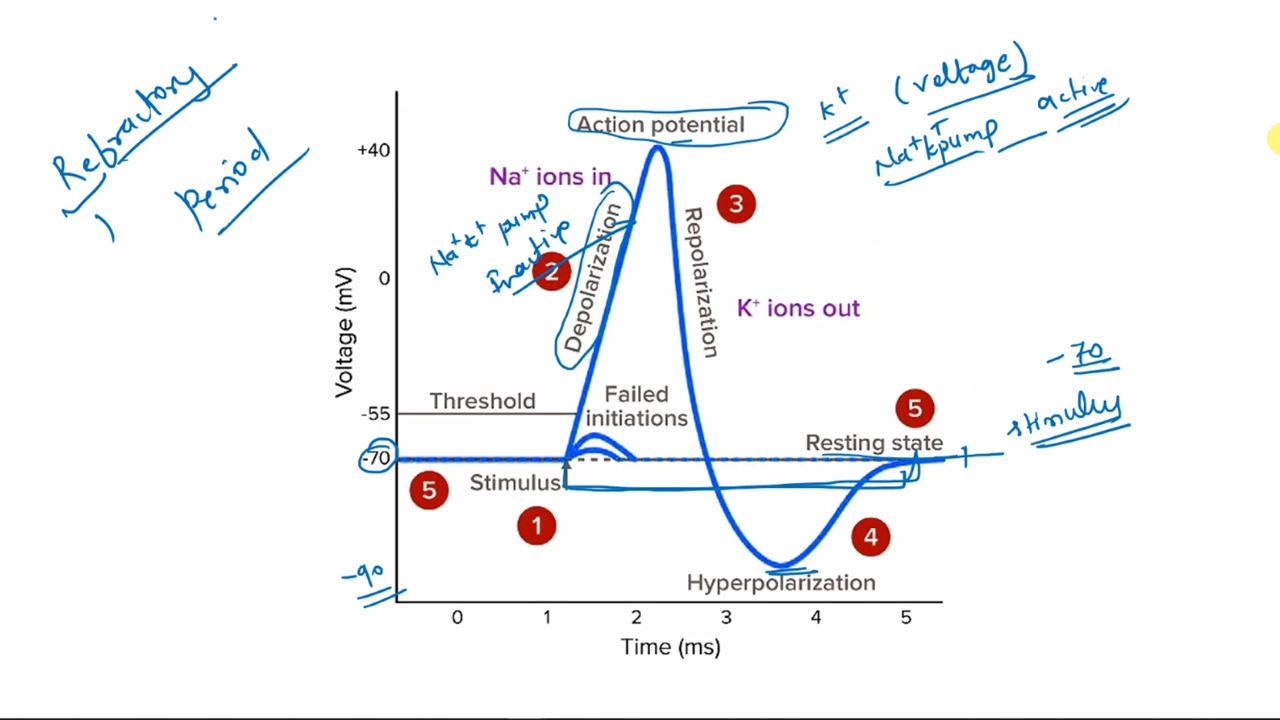 Refractory
Period
K+ (voltage)
Na+K+pump active
Action potential
+40
Na+ ions in
Na+K+ pump
Inactive
2
Depolarization
3
Repolarization
K+ ions out
0
Voltage (mV)
-70
stimulus
Threshold
Failed
initiations
-55
5
Resting state
-70
5
Stimulus
1
4
-90
Hyperpolarization
0 1 2 3 4 5
Time (ms)